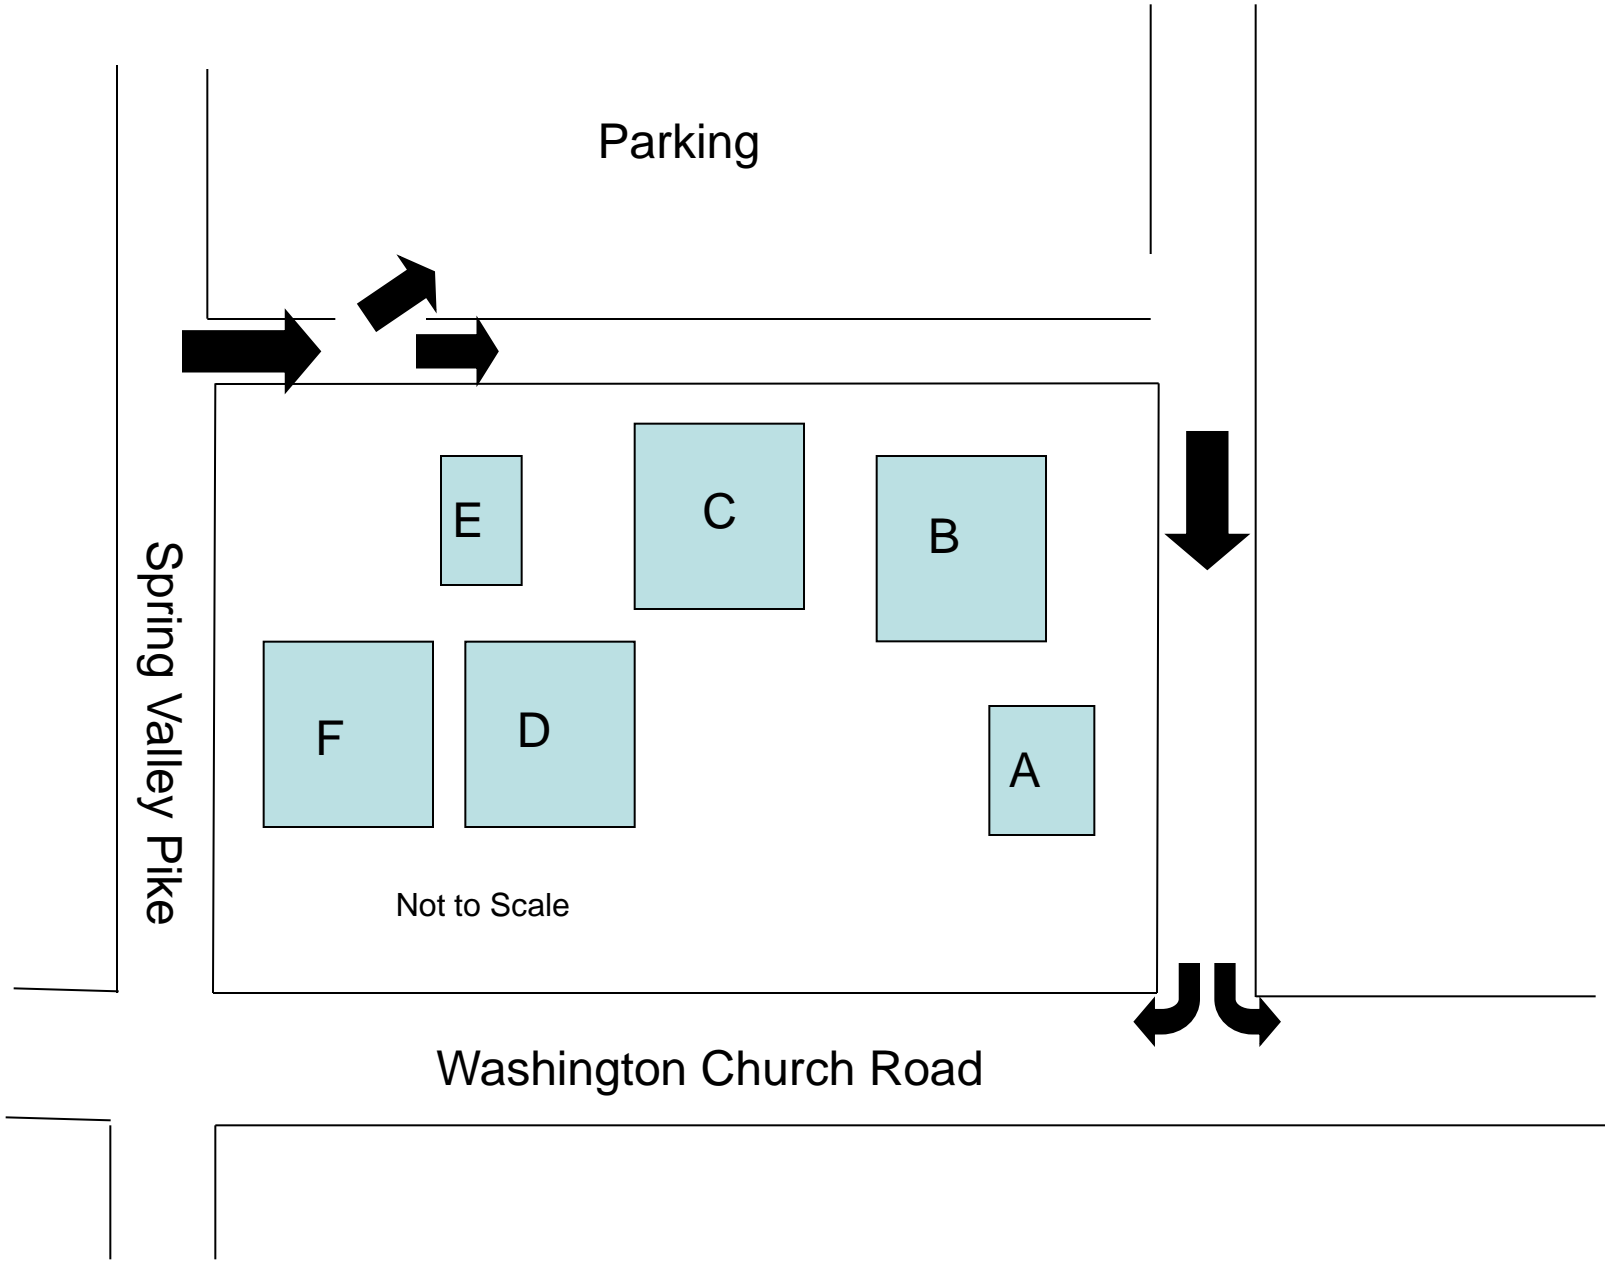 Parking
C
E
B
Spring Valley Pike
F
D
A
Not to Scale
Washington Church Road